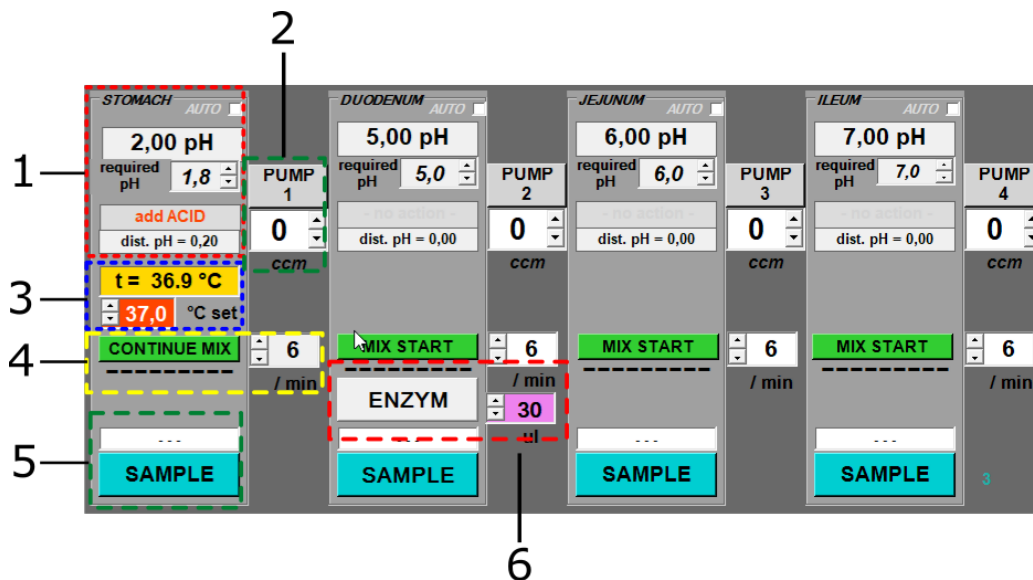 2
STOMACH
AUTO
2,00 pH
required pH
1,8
add ACID
dist. pH = 0,20
1
PUMP 1
0
ccm
t = 36.9 °C
37,0 °C set
3
CONTINUE MIX
6
/ min
4
- - -
SAMPLE
5
DUODENUM
AUTO
5,00 pH
required pH
5,0
- no action -
dist. pH = 0,00
PUMP 2
0
ccm
MIX START
6
/ min
ENZYM
30
ul
- - -
SAMPLE
6
JEJUNUM
AUTO
6,00 pH
required pH
6,0
- no action -
dist. pH = 0,00
PUMP 3
0
ccm
MIX START
6
/ min
- - -
SAMPLE
ILEUM
AUTO
7,00 pH
required pH
7,0
- no action -
dist. pH = 0,00
PUMP 4
0
ccm
MIX START
6
/ min
- - -
SAMPLE
3